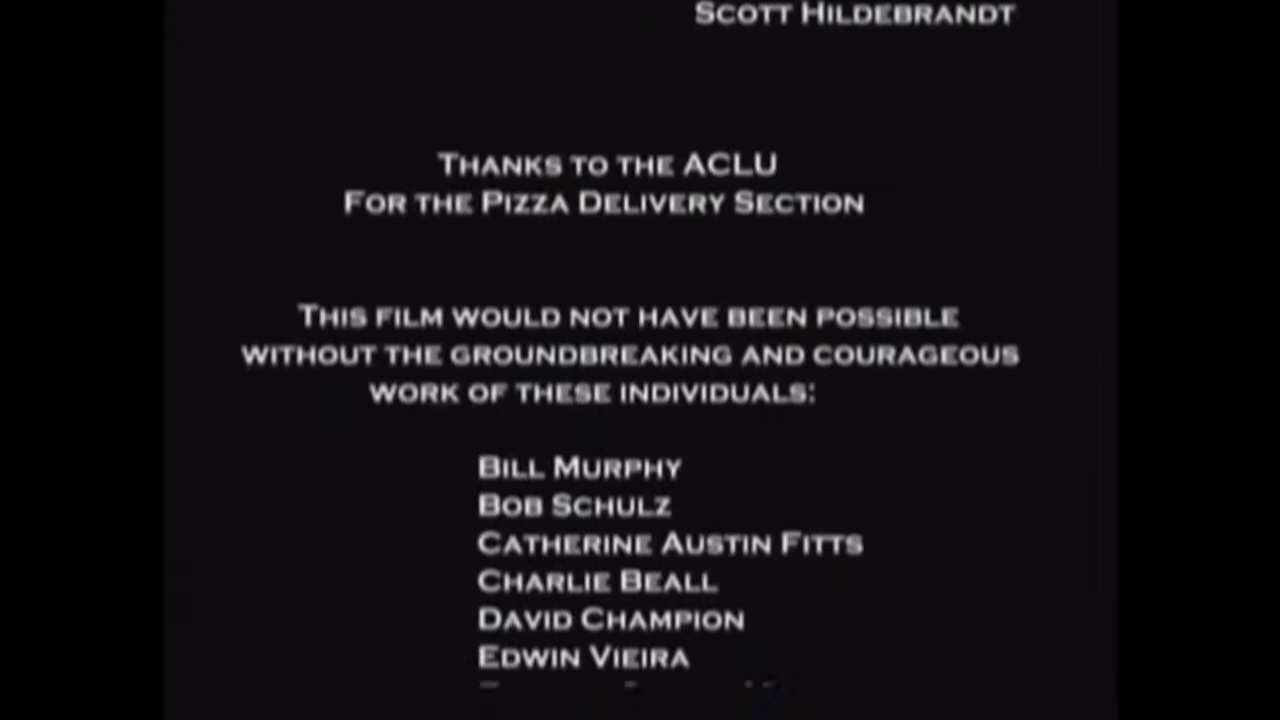 SCOTT HILDEBRANDT
THANKS TO THE ACLU
FOR THE PIZZA DELIVERY SECTION
THIS FILM WOULD NOT HAVE BEEN POSSIBLE
WITHOUT THE GROUNDBREAKING AND COURAGEOUS
WORK OF THESE INDIVIDUALS:
BILL MURPHY
BOB SCHULZ
CATHERINE AUSTIN FITTS
CHARLIE BEALL
DAVID CHAMPION
EDWIN VIEIRA